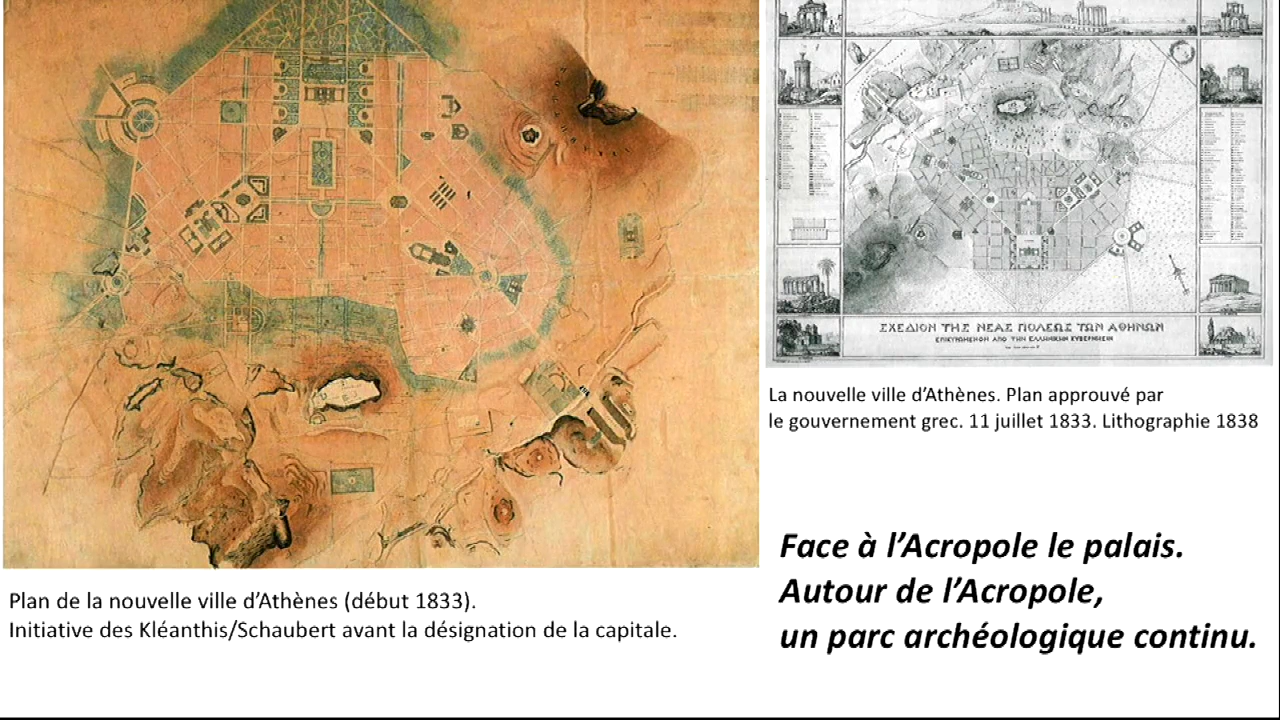 ΣΧΕΔΙΟΝ ΤΗΣ ΝΕΑΣ ΠΟΛΕΩΣ ΤΩΝ ΑΘΗΝΩΝ
ΕΠΙΚΥΡΩΜΕΝΟΝ ΑΠΟ ΤΗΝ ΕΛΛΗΝΙΚΗΝ ΚΥΒΕΡΝΗΣΙΝ
La nouvelle ville d’Athènes. Plan approuvé par
le gouvernement grec. 11 juillet 1833. Lithographie 1838
Face à l’Acropole le palais.
Autour de l’Acropole,
un parc archéologique continu.
Plan de la nouvelle ville d’Athènes (début 1833).
Initiative des Kléanthis/Schaubert avant la désignation de la capitale.